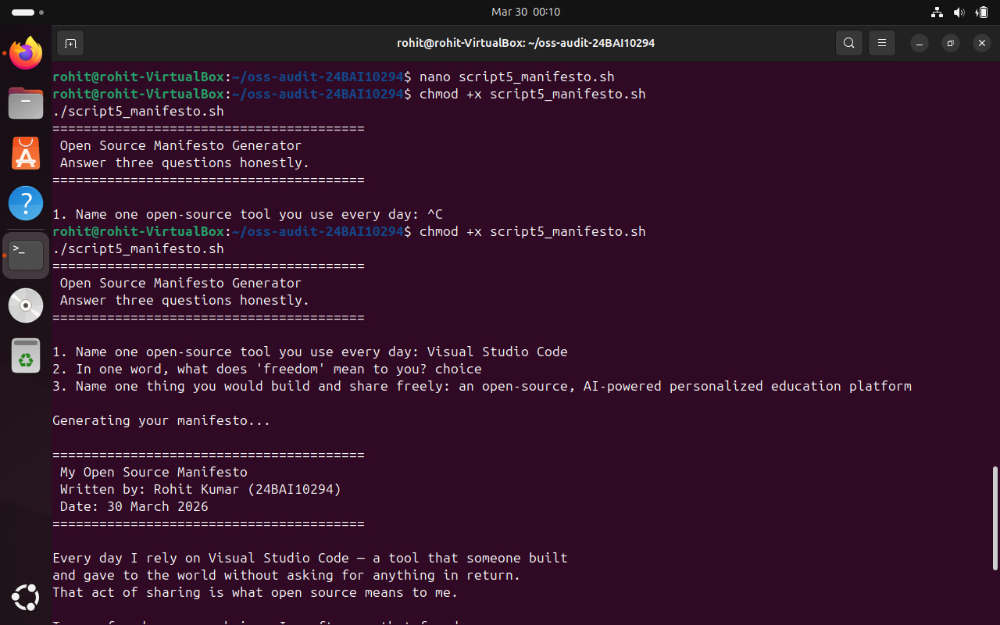 Mar 30 00:10
rohit@rohit-VirtualBox: ~/oss-audit-24BAI10294
rohit@rohit-VirtualBox:~/oss-audit-24BAI10294$ nano script5_manifesto.sh
rohit@rohit-VirtualBox:~/oss-audit-24BAI10294$ chmod +x script5_manifesto.sh
./script5_manifesto.sh
========================================
Open Source Manifesto Generator
Answer three questions honestly.
========================================
1. Name one open-source tool you use every day: ^C
rohit@rohit-VirtualBox:~/oss-audit-24BAI10294$ chmod +x script5_manifesto.sh
./script5_manifesto.sh
========================================
Open Source Manifesto Generator
Answer three questions honestly.
========================================
1. Name one open-source tool you use every day: Visual Studio Code
2. In one word, what does 'freedom' mean to you? choice
3. Name one thing you would build and share freely: an open-source, AI-powered personalized education platform
Generating your manifesto...
========================================
My Open Source Manifesto
Written by: Rohit Kumar (24BAI10294)
Date: 30 March 2026
========================================
Every day I rely on Visual Studio Code — a tool that someone built
and gave to the world without asking for anything in return.
That act of sharing is what open source means to me.